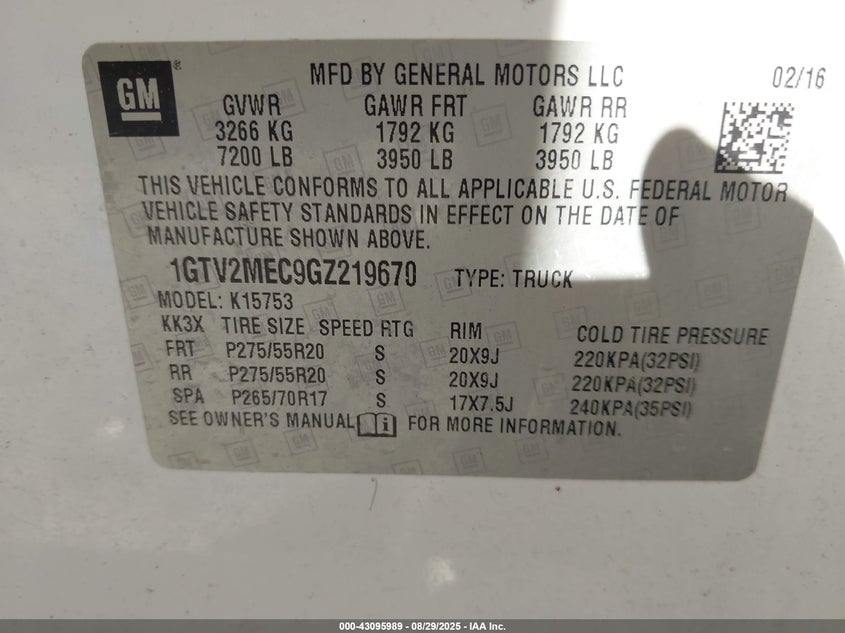 GM
MFD BY GENERAL MOTORS LLC 02/16
GVWR GAWR FRT GAWR RR
3266 KG 1792 KG 1792 KG
7200 LB 3950 LB 3950 LB
THIS VEHICLE CONFORMS TO ALL APPLICABLE U.S. FEDERAL MOTOR
VEHICLE SAFETY STANDARDS IN EFFECT ON THE DATE OF
MANUFACTURE SHOWN ABOVE.
1GTV2MEC9GZ219670 TYPE: TRUCK
MODEL: K15753
KK3X TIRE SIZE SPEED RTG RIM COLD TIRE PRESSURE
FRT P275/55R20 S 20X9J 220KPA(32PSI)
RR P275/55R20 S 20X9J 220KPA(32PSI)
SPA P265/70R17 S 17X7.5J 240KPA(35PSI)
SEE OWNER'S MANUAL FOR MORE INFORMATION.
000-43095989 - 08/29/2025 - IAA Inc.